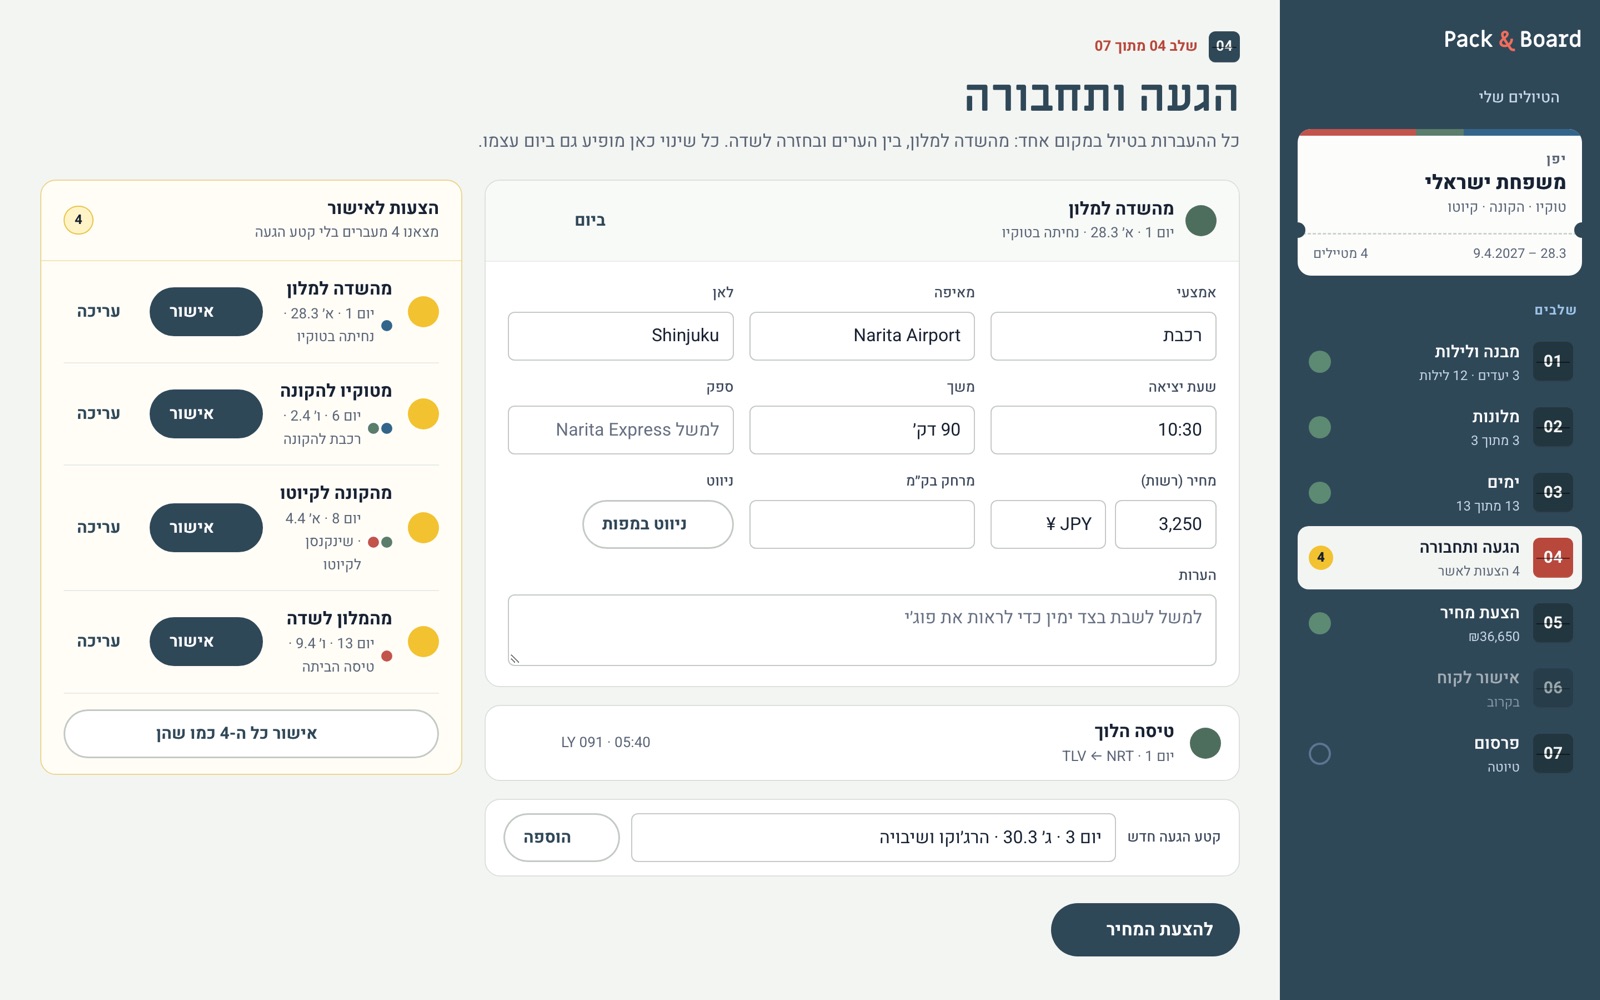 Pack & Board
הטיולים שלי
יפן
משפחת ישראלי
טוקיו · הקונה · קיוטו
28.3 – 9.4.2027
4 מטיילים
שלבים
01
מבנה ולילות
3 יעדים · 12 לילות
02
מלונות
3 מתוך 3
03
ימים
13 מתוך 13
04
הגעה ותחבורה
4 הצעות לאשר
4
05
הצעת מחיר
₪36,650
06
אישור לקוח
בקרוב
07
פרסום
טיוטה
04
שלב 04 מתוך 07
הגעה ותחבורה
כל ההעברות בטיול במקום אחד: מהשדה למלון, בין הערים ובחזרה לשדה. כל שינוי כאן מופיע גם ביום עצמו.
מהשדה למלון
יום 1 · א׳ 28.3 · נחיתה בטוקיו
ביום
אמצעי
מאיפה
לאן
רכבת
Narita Airport
Shinjuku
שעת יציאה
משך
ספק
10:30
90 דק׳
למשל Narita Express
מחיר (רשות)
מרחק בק״מ
ניווט
3,250
¥ JPY
ניווט במפות
הערות
למשל לשבת בצד ימין כדי לראות את פוג׳י
טיסה הלוך
יום 1 · TLV ← NRT
LY 091 · 05:40
קטע הגעה חדש
יום 3 · ג׳ 30.3 · הרג׳וקו ושיבויה
הוספה
להצעת המחיר
הצעות לאישור
מצאנו 4 מעברים בלי קטע הגעה
4
מהשדה למלון
יום 1 · א׳ 28.3 ·
נחיתה בטוקיו
אישור
עריכה
מטוקיו להקונה
יום 6 · ו׳ 2.4 ·
רכבת להקונה
אישור
עריכה
מהקונה לקיוטו
יום 8 · א׳ 4.4
· שינקנסן
לקיוטו
אישור
עריכה
מהמלון לשדה
יום 13 · ו׳ 9.4 ·
טיסה הביתה
אישור
עריכה
אישור כל ה-4 כמו שהן